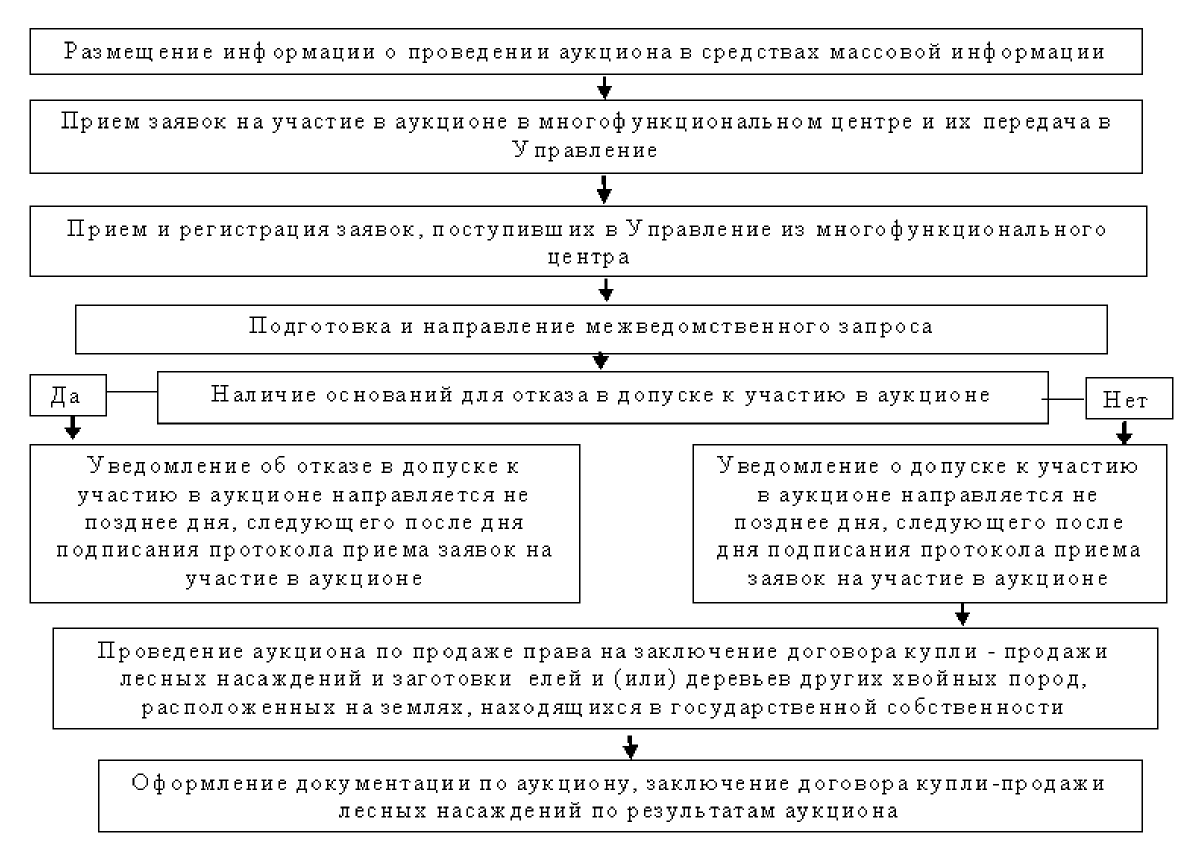 Размещение информации о проведении аукциона в средствах массовой информации
Прием заявок на участие в аукционе в многофункциональном центре и их передача в
Управление
Прием и регистрация заявок, поступивших в Управление из многофункционального
центра
Подготовка и направление межведомственного запроса
Да
Наличие оснований для отказа в допуске к участию в аукционе
Нет
Уведомление об отказе в допуске к
участию в аукционе направляется не
позднее дня, следующего после дня
подписания протокола приема заявок на
участие в аукционе
Уведомление о допуске к участию
в аукционе направляется не
позднее дня, следующего после
дня подписания протокола приема
заявок на участие в аукционе
Проведение аукциона по продаже права на заключение договора купли - продажи
лесных насаждений и заготовки елей и (или) деревьев других хвойных пород,
расположенных на землях, находящихся в государственной собственности
Оформление документации по аукциону, заключение договора купли-продажи
лесных насаждений по результатам аукциона